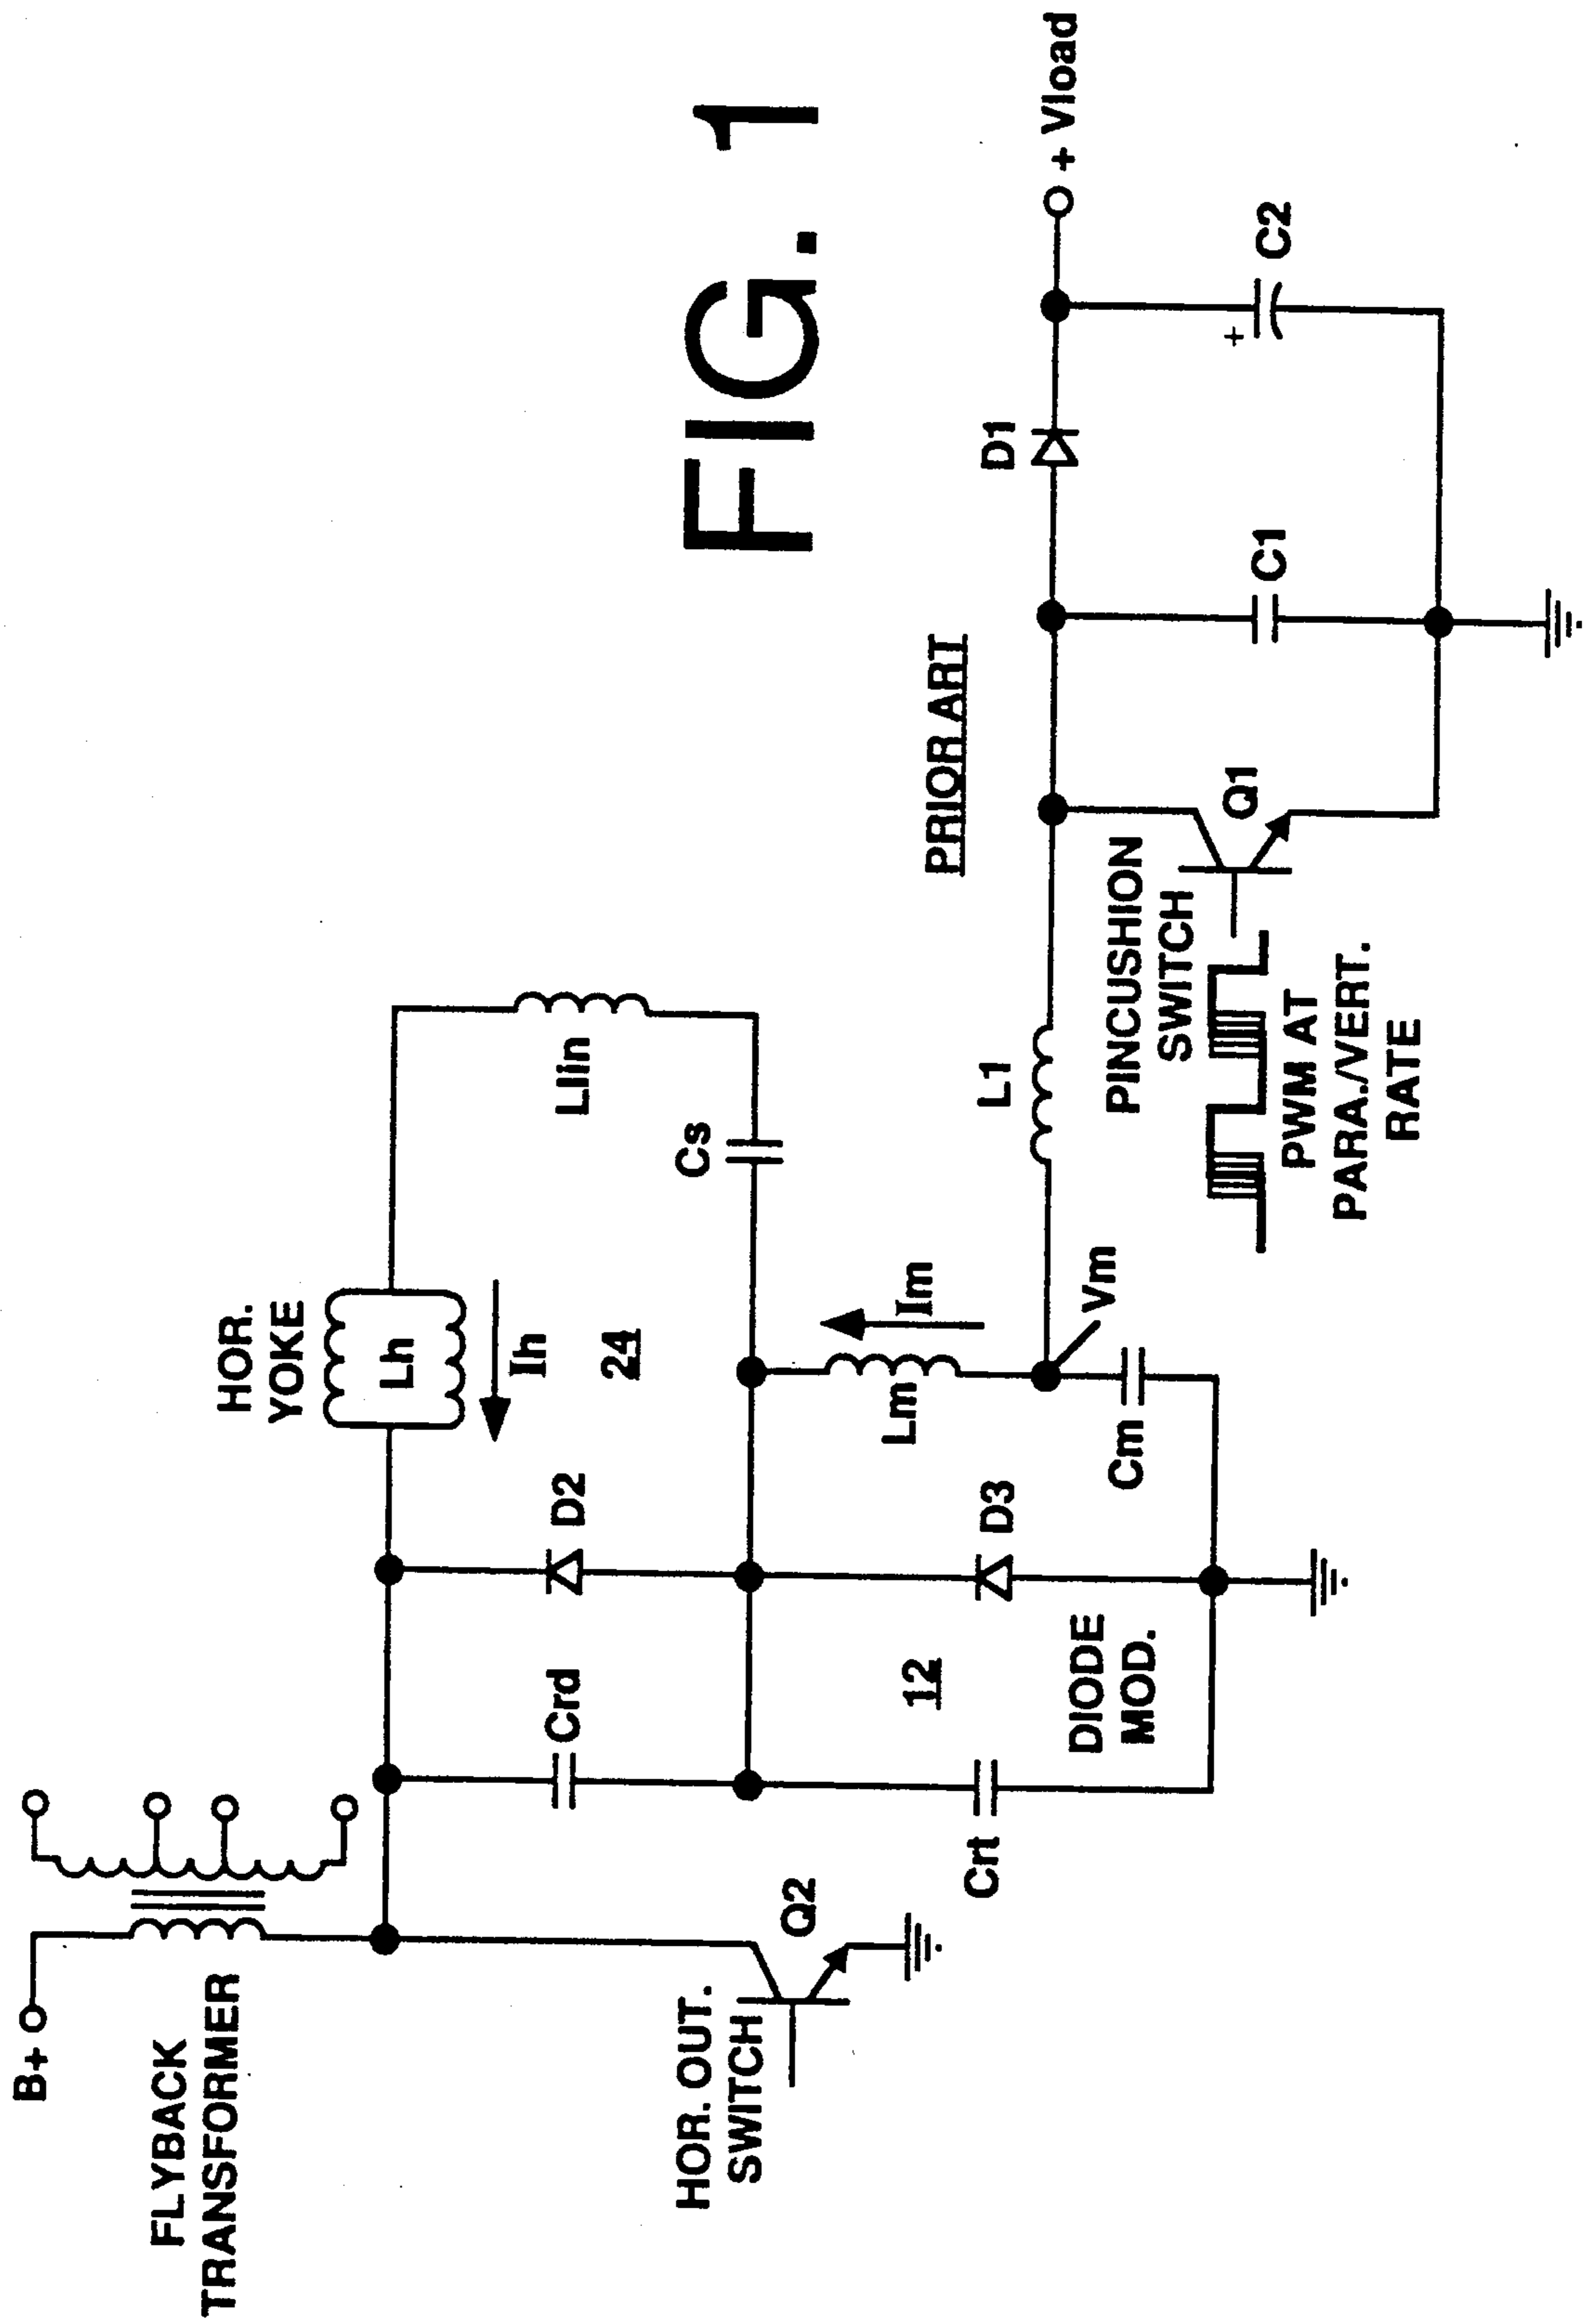 B+
FLYBACK
TRANSFORMER
HOR. OUT.
SWITCH
Q2
Crd
Crt
12
DIODE
MOD.
D2
D3
HOR.
YOKE
Lh
Ih
24
Llin
Cs
Lm
Im
Cm
Vm
L1
PRIOR ART
PINCUSHION
SWITCH
Q1
PWM AT
PARA./VERT.
RATE
C1
D1
+
C2
+ Vload
FIG. 1